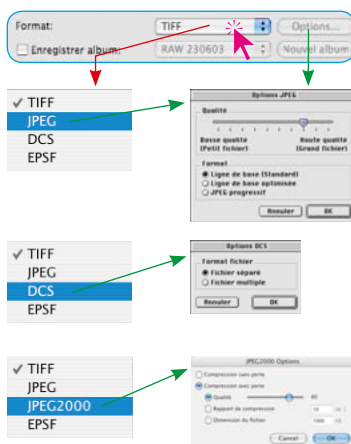 Format: TIFF Options...
Enregistrer album: RAW 230603 Nouvel album
✓ TIFF
JPEG
DCS
EPSF
Options JPEG
Qualité
Basse qualité Haute qualité
(Petit fichier) (Grand fichier)
Format
Ligne de base (Standard)
Ligne de base optimisée
JPEG progressif
Annuler OK
✓ TIFF
JPEG
DCS
EPSF
Options DCS
Format fichier
Fichier séparé
Fichier multiple
Annuler OK
✓ TIFF
JPEG
JPEG2000
EPSF
JPEG2000 Options
Compression sans perte
Compression avec perte
Qualité 80
Rapport de compression
Dimension du fichier
Cancel OK